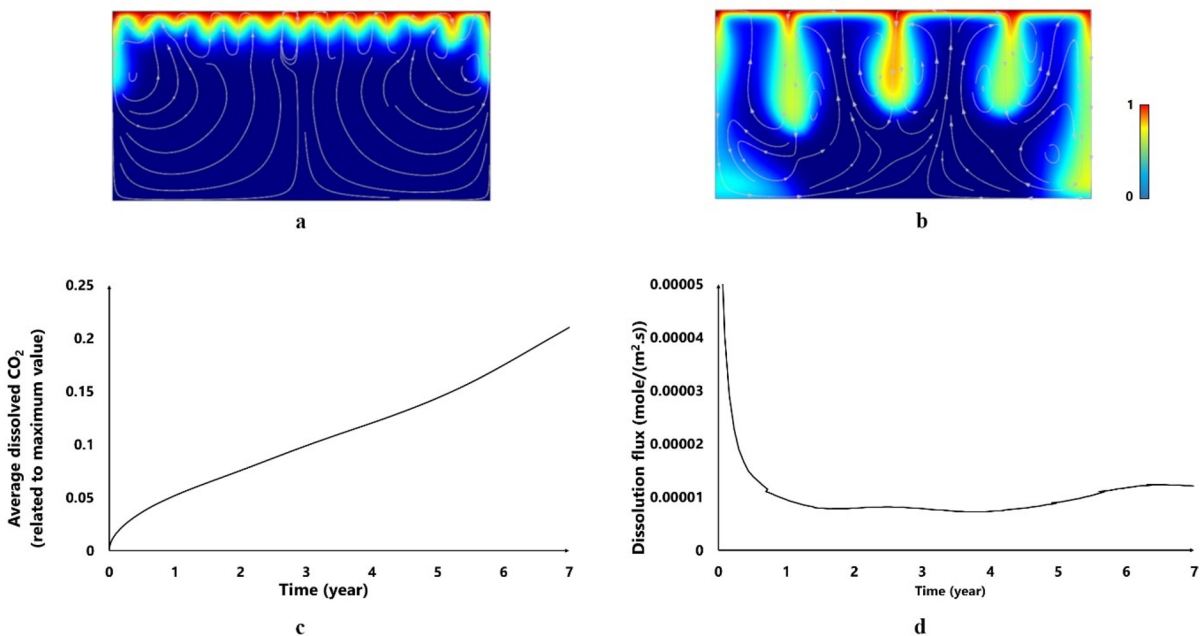 1
0
a
b
0.25
0.2
0.15
0.1
0.05
0
Average dissolved CO₂
(related to maximum value)
0 1 2 3 4 5 6 7
Time (year)
c
0.00005
0.00004
0.00003
0.00002
0.00001
0
Dissolution flux (mole/(m².s))
0 1 2 3 4 5 6 7
Time (year)
d